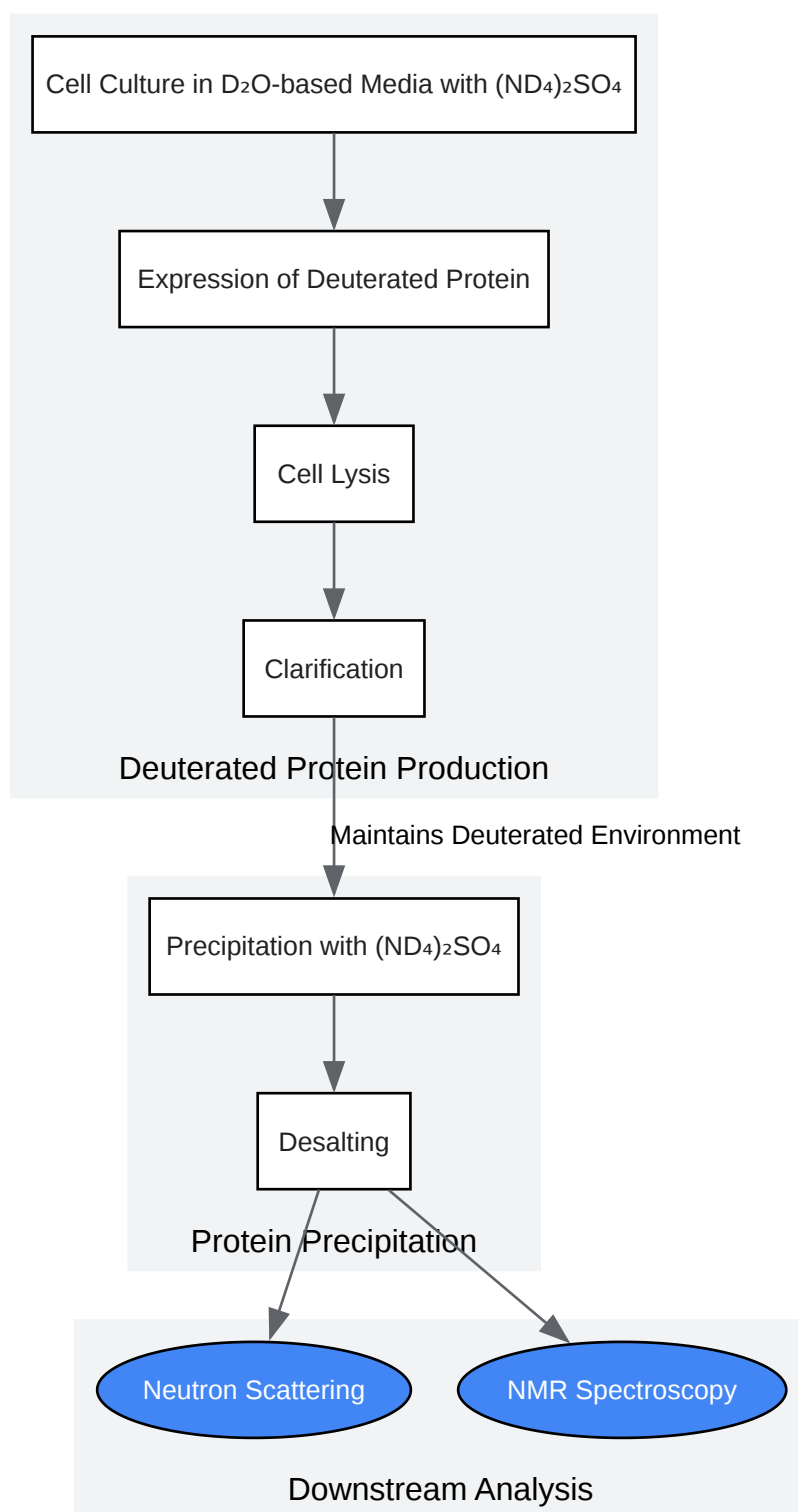 Cell Culture in D₂O-based Media with (ND₄)₂SO₄
Expression of Deuterated Protein
Cell Lysis
Clarification
Deuterated Protein Production
Maintains Deuterated Environment
Precipitation with (ND₄)₂SO₄
Desalting
Protein Precipitation
Neutron Scattering
NMR Spectroscopy
Downstream Analysis